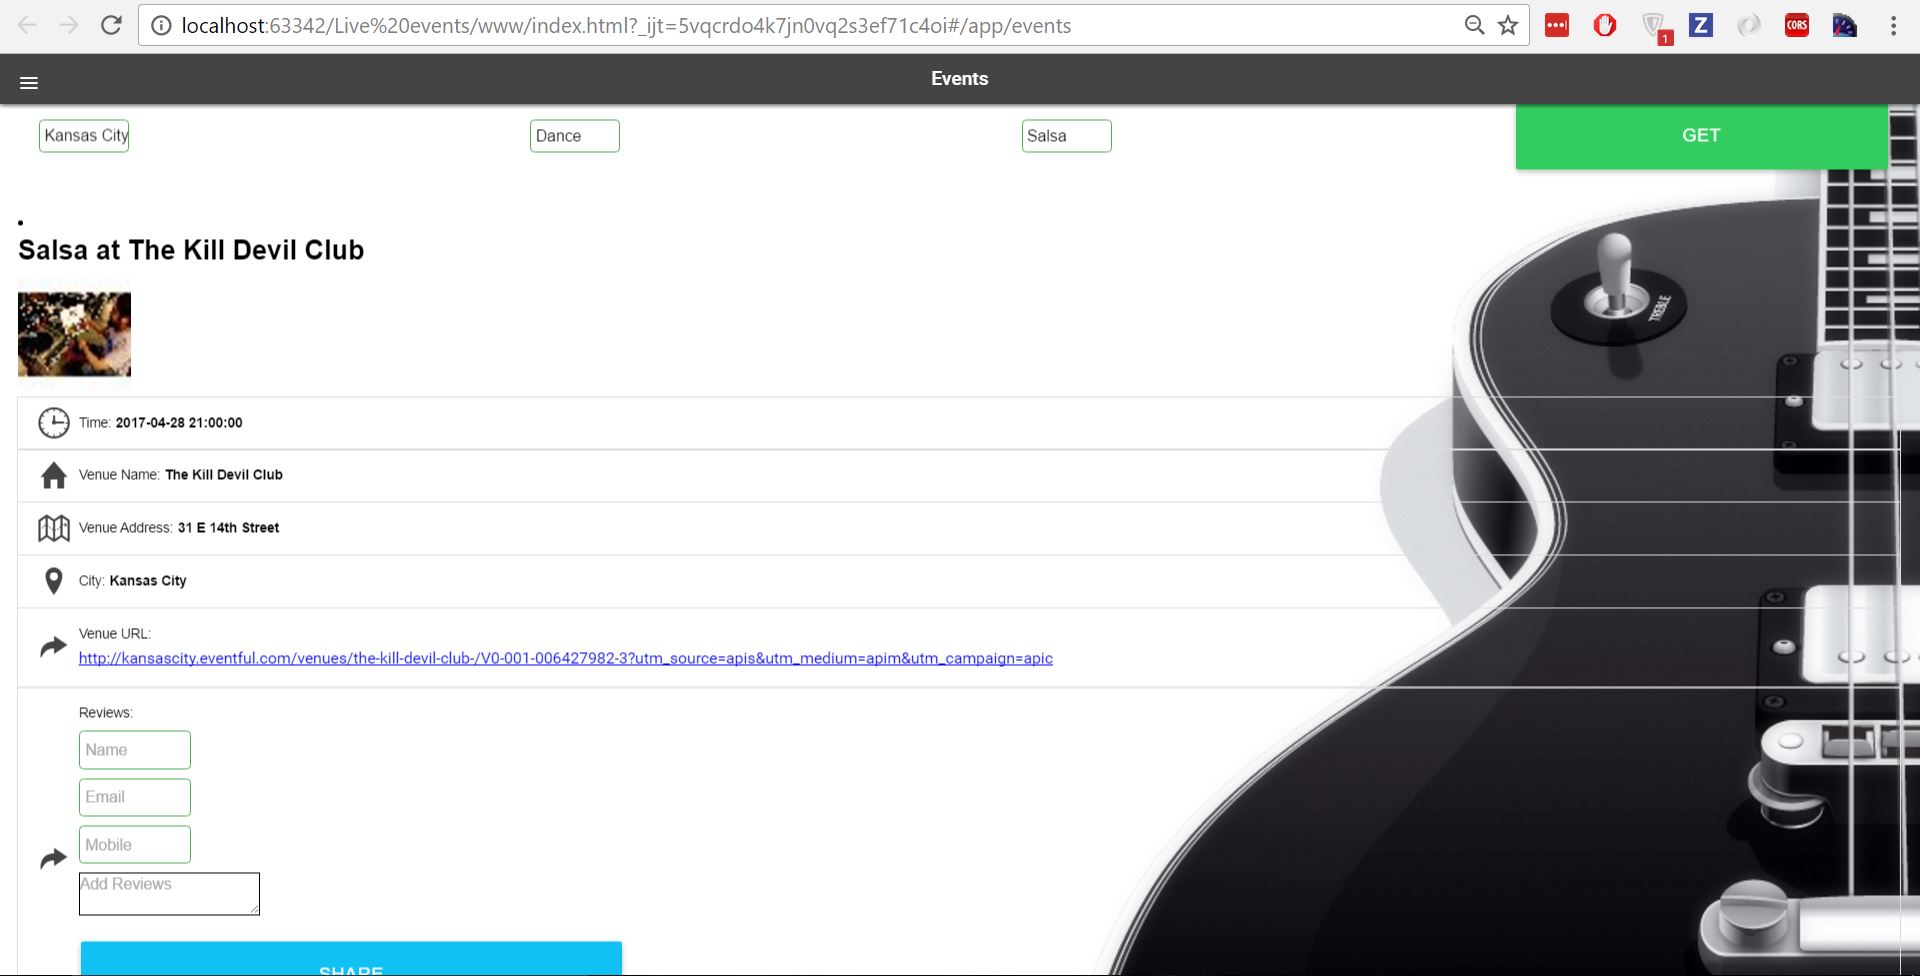 localhost:63342/Live%20events/www/index.html?_ijt=5vqcrdo4k7jn0vq2s3ef71c4oi#/app/events
1
Z
CORS
Events
Kansas City
Dance
Salsa
GET
Salsa at The Kill Devil Club
TREBLE
Time: 2017-04-28 21:00:00
Venue Name: The Kill Devil Club
Venue Address: 31 E 14th Street
City: Kansas City
Venue URL:
http://kansascity.eventful.com/venues/the-kill-devil-club-/V0-001-006427982-3?utm_source=apis&utm_medium=apim&utm_campaign=apic
Reviews:
Name
Email
Mobile
Add Reviews
SHARE